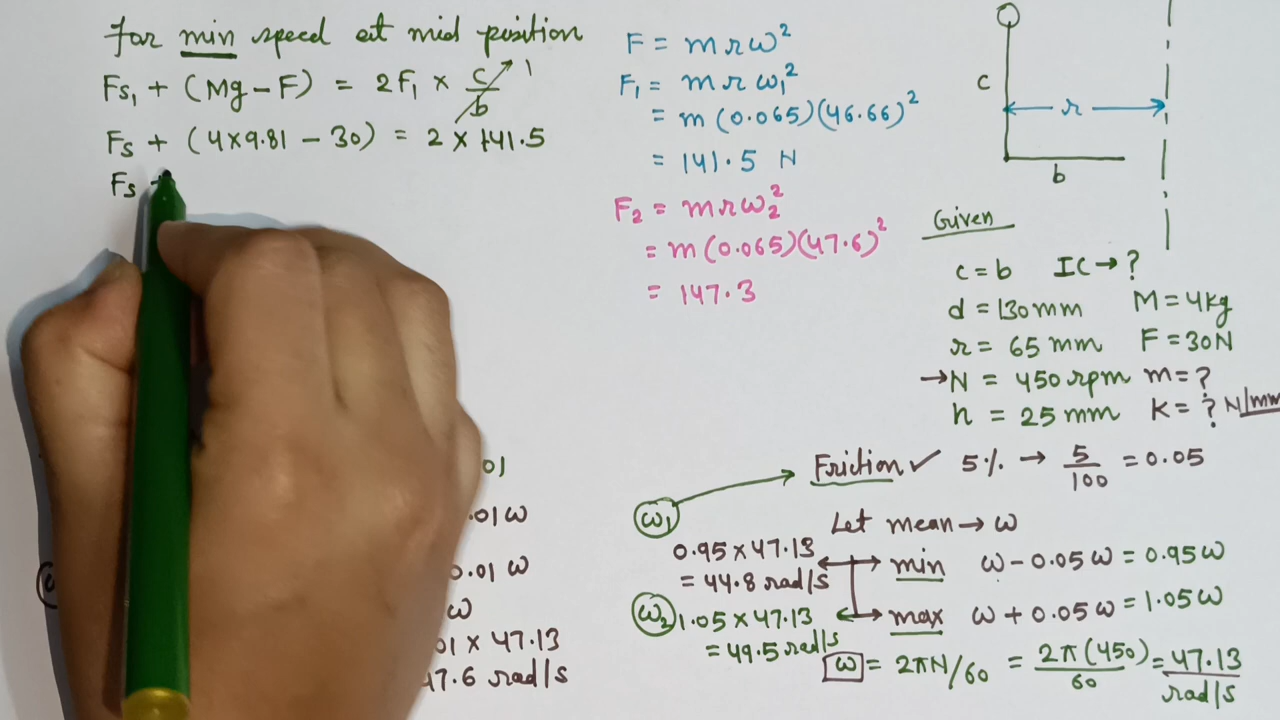 for min speed at mid position
Fs₁ + (Mg - F) = 2F₁ × c/b 1
Fs + (4×9.81 - 30) = 2 × 141.5
Fs +
F = mrω²
F₁ = mrω₁²
= m(0.065)(46.66)²
= 141.5 N
F₂ = mrω₂²
= m(0.065)(47.6)²
= 147.3
c
r
b
Given
c = b IC → ?
d = 130mm M = 4kg
r = 65 mm F = 30N
→ N = 450 rpm m = ?
h = 25 mm K = ? N/mm
Friction ✓ 5% → 5/100 = 0.05
ω₁
Let mean → ω
0.95 × 47.13
= 44.8 rad/s
min ω - 0.05ω = 0.95ω
ω₂ 1.05 × 47.13
= 49.5 rad/s
max ω + 0.05ω = 1.05ω
ω = 2πN/60 = 2π(450)/60 = 47.13 rad/s
01
.01ω
0.01 ω
ω
01 × 47.13
47.6 rad/s